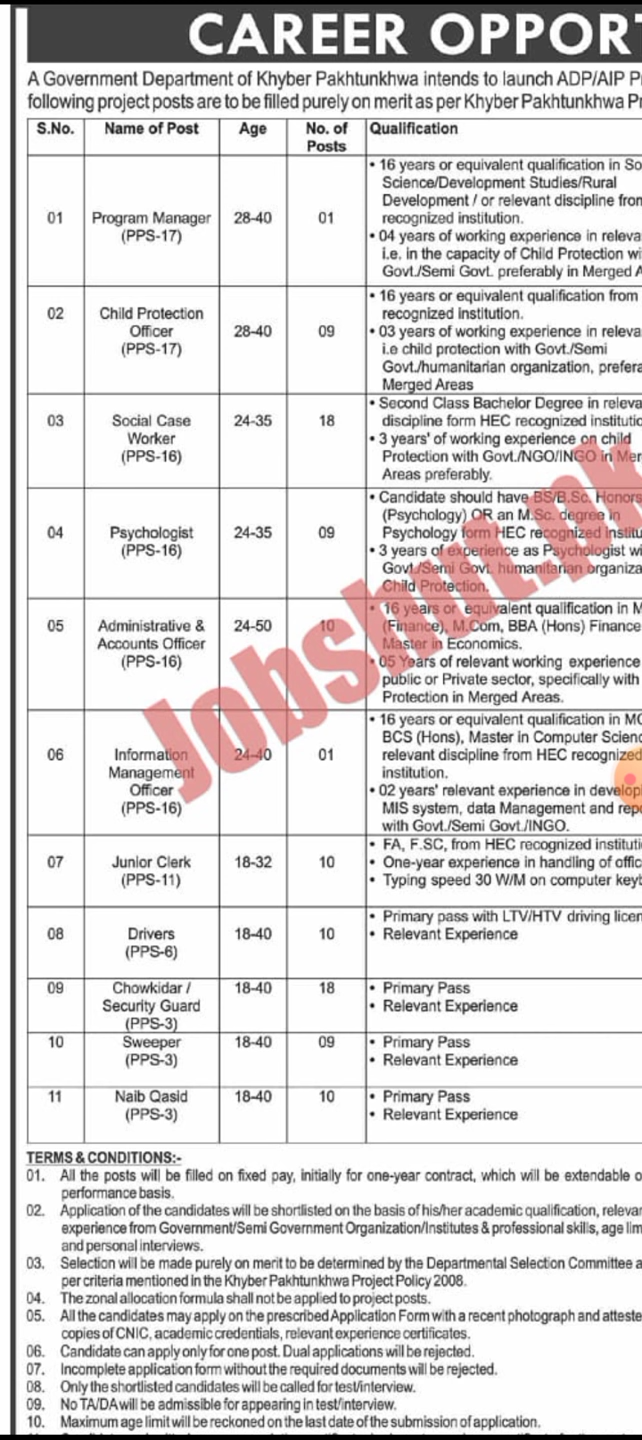 CAREER OPPORT
A Government Department of Khyber Pakhtunkhwa intends to launch ADP/AIP Pr
following project posts are to be filled purely on merit as per Khyber Pakhtunkhwa Pr
S.No. Name of Post Age No. of Posts Qualification
01 Program Manager (PPS-17) 28-40 01
• 16 years or equivalent qualification in So
Science/Development Studies/Rural
Development / or relevant discipline from
recognized institution.
• 04 years of working experience in releva
i.e. in the capacity of Child Protection wi
Govt./Semi Govt. preferably in Merged A
02 Child Protection Officer (PPS-17) 28-40 09
• 16 years or equivalent qualification from
recognized institution.
• 03 years of working experience in releva
i.e child protection with Govt./Semi
Govt./humanitarian organization, prefera
Merged Areas
03 Social Case Worker (PPS-16) 24-35 18
• Second Class Bachelor Degree in releva
discipline form HEC recognized institutio
• 3 years' of working experience on child
Protection with Govt./NGO/INGO in Mer
Areas preferably.
04 Psychologist (PPS-16) 24-35 09
• Candidate should have BS/B.Sc. Honors
(Psychology) OR an M.Sc. degree in
Psychology form HEC recognized institu
• 3 years of experience as Psychologist wi
Govt/Semi Govt. humanitarian organiza
Child Protection.
05 Administrative & Accounts Officer (PPS-16) 24-50 10
• 16 years or equivalent qualification in M
(Finance), M.Com, BBA (Hons) Finance
Master in Economics.
• 05 Years of relevant working experience
public or Private sector, specifically with
Protection in Merged Areas.
06 Information Management Officer (PPS-16) 24-40 01
• 16 years or equivalent qualification in MC
BCS (Hons), Master in Computer Scienc
relevant discipline from HEC recognized
institution.
• 02 years' relevant experience in develop
MIS system, data Management and repo
with Govt./Semi Govt./INGO.
07 Junior Clerk (PPS-11) 18-32 10
• FA, F.SC, from HEC recognized instituti
• One-year experience in handling of offic
• Typing speed 30 W/M on computer keyb
08 Drivers (PPS-6) 18-40 10
• Primary pass with LTV/HTV driving licen
• Relevant Experience
09 Chowkidar / Security Guard (PPS-3) 18-40 18
• Primary Pass
• Relevant Experience
10 Sweeper (PPS-3) 18-40 09
• Primary Pass
• Relevant Experience
11 Naib Qasid (PPS-3) 18-40 10
• Primary Pass
• Relevant Experience
Jobshut.pk
TERMS & CONDITIONS:-
01. All the posts will be filled on fixed pay, initially for one-year contract, which will be extendable o
performance basis.
02. Application of the candidates will be shortlisted on the basis of his/her academic qualification, relevan
experience from Government/Semi Government Organization/Institutes & professional skills, age lim
and personal interviews.
03. Selection will be made purely on merit to be determined by the Departmental Selection Committee a
per criteria mentioned in the Khyber Pakhtunkhwa Project Policy 2008.
04. The zonal allocation formula shall not be applied to project posts.
05. All the candidates may apply on the prescribed Application Form with a recent photograph and atteste
copies of CNIC, academic credentials, relevant experience certificates.
06. Candidate can apply only for one post. Dual applications will be rejected.
07. Incomplete application form without the required documents will be rejected.
08. Only the shortlisted candidates will be called for test/interview.
09. No TA/DA will be admissible for appearing in test/interview.
10. Maximum age limit will be reckoned on the last date of the submission of application.